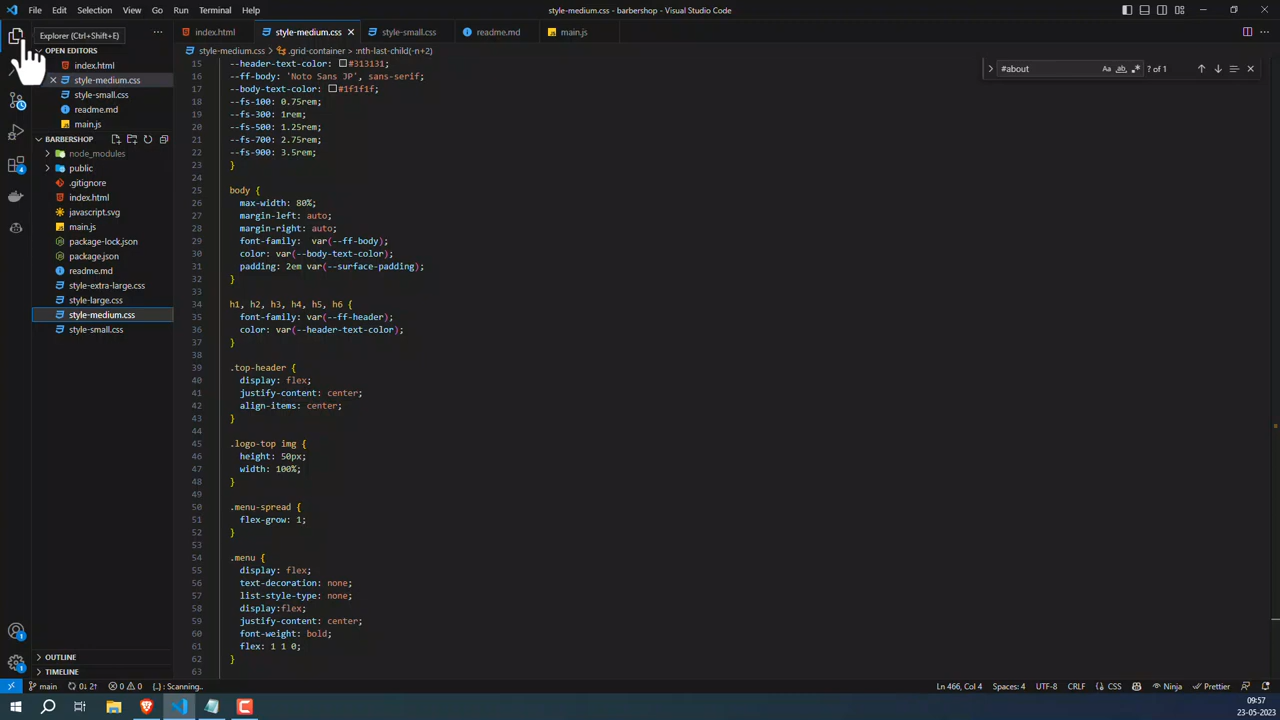 File Edit Selection View Go Run Terminal Help
style-medium.css - barbershop - Visual Studio Code
Explorer (Ctrl+Shift+E)
OPEN EDITORS
index.html
style-medium.css
style-small.css
readme.md
main.js
BARBERSHOP
node_modules
public
.gitignore
index.html
javascript.svg
main.js
package-lock.json
package.json
readme.md
style-extra-large.css
style-large.css
style-medium.css
style-small.css
OUTLINE
TIMELINE
4
1
1
index.html style-medium.css style-small.css readme.md main.js
style-medium.css > .grid-container > :nth-last-child(-n+2)
#about Aa ab .* ? of 1
15 --header-text-color: #313131;
16 --ff-body: 'Noto Sans JP', sans-serif;
17 --body-text-color: #1f1f1f;
18 --fs-100: 0.75rem;
19 --fs-300: 1rem;
20 --fs-500: 1.25rem;
21 --fs-700: 2.75rem;
22 --fs-900: 3.5rem;
23 }
24
25 body {
26 max-width: 80%;
27 margin-left: auto;
28 margin-right: auto;
29 font-family:  var(--ff-body);
30 color: var(--body-text-color);
31 padding: 2em var(--surface-padding);
32 }
33
34 h1, h2, h3, h4, h5, h6 {
35 font-family: var(--ff-header);
36 color: var(--header-text-color);
37 }
38
39 .top-header {
40 display: flex;
41 justify-content: center;
42 align-items: center;
43 }
44
45 .logo-top img {
46 height: 50px;
47 width: 100%;
48 }
49
50 .menu-spread {
51 flex-grow: 1;
52 }
53
54 .menu {
55 display: flex;
56 text-decoration: none;
57 list-style-type: none;
58 display:flex;
59 justify-content: center;
60 font-weight: bold;
61 flex: 1 1 0;
62 }
63
main 0↓ 2↑ 0 0 {..} : Scanning..
Ln 466, Col 4 Spaces: 4 UTF-8 CRLF {} CSS Ninja Prettier
09:57
23-05-2023